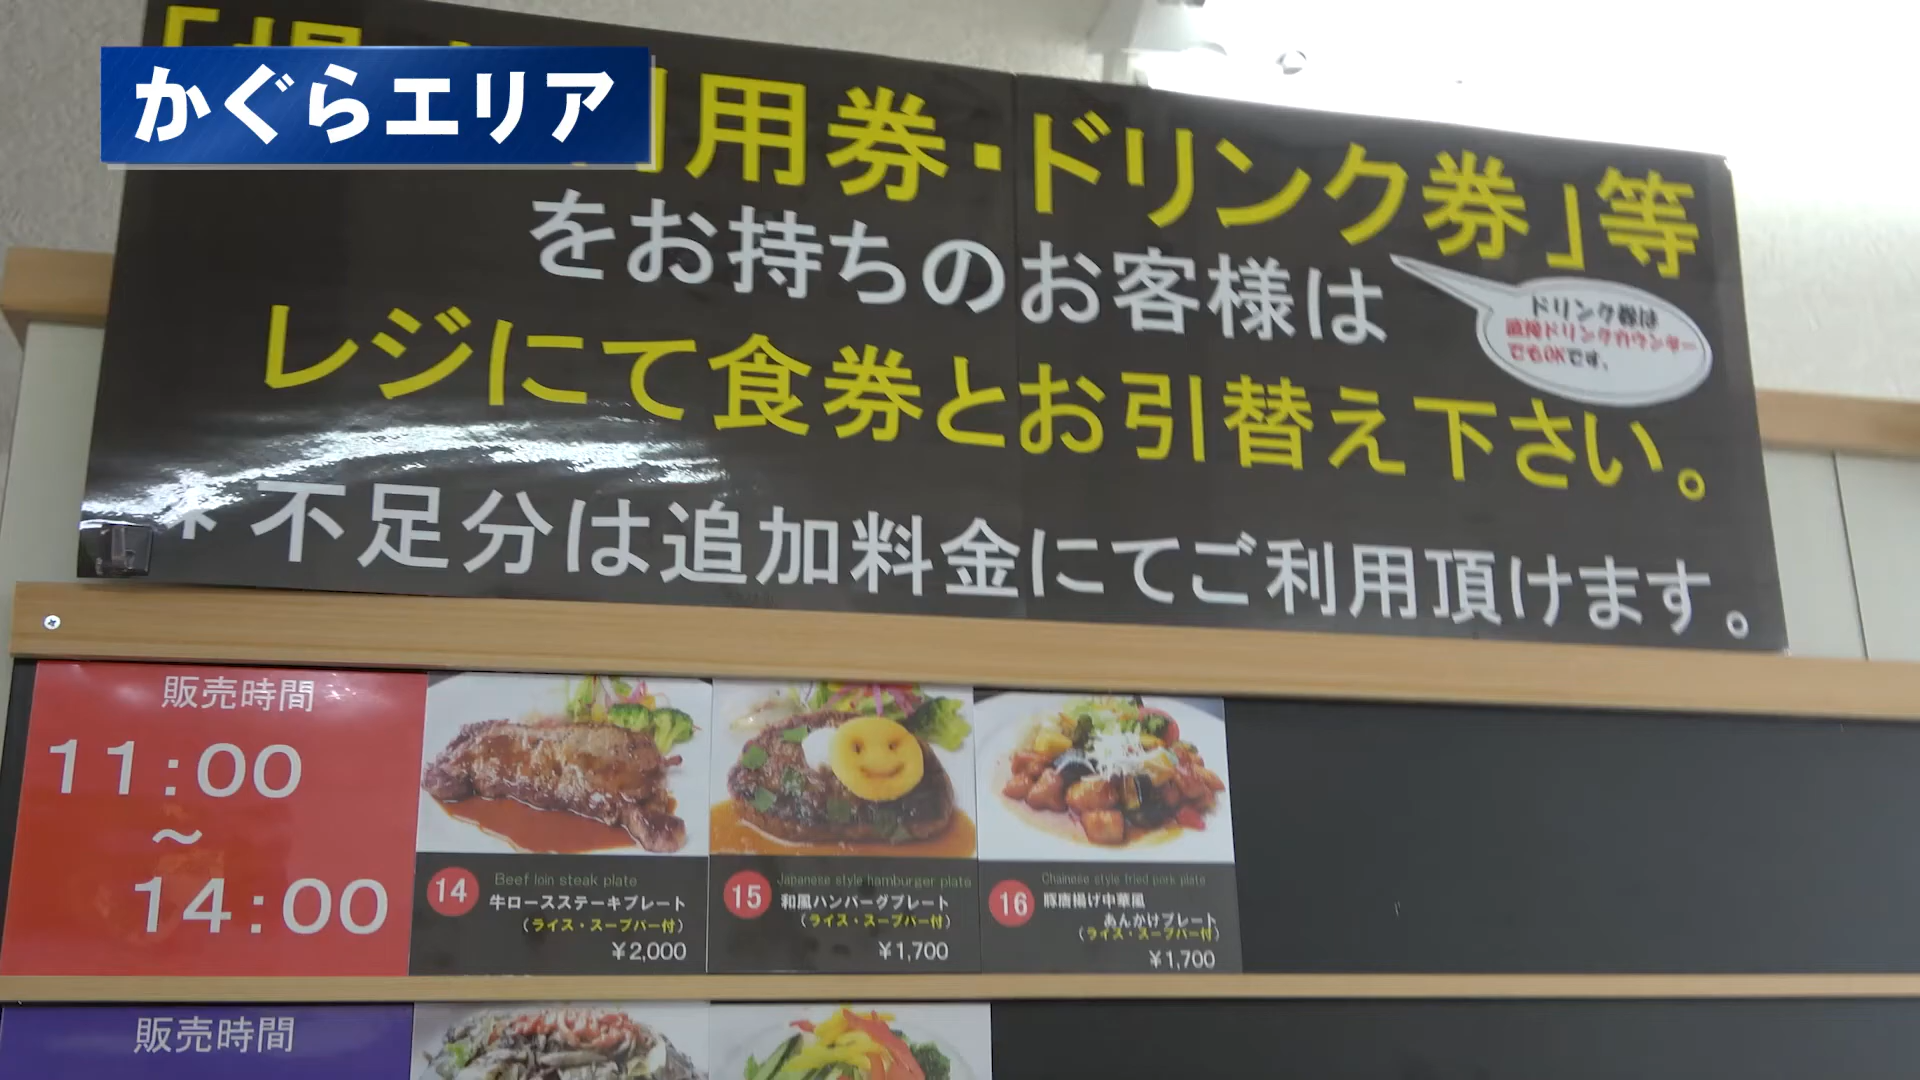 かぐらエリア
用券・ドリンク券」等
をお持ちのお客様は
ドリンク券は
直接ドリンクカウンター
でもOKです。
レジにて食券とお引替え下さい。
*不足分は追加料金にてご利用頂けます。
販売時間
11:00
~
14:00
14
Beef loin steak plate
牛ロースステーキプレート
(ライス・スープバー付)
¥2,000
15
Japanese style hamburger plate
和風ハンバーグプレート
(ライス・スープバー付)
¥1,700
16
Chainese style fried pork plate
豚唐揚げ中華風
あんかけプレート
(ライス・スープバー付)
¥1,700
販売時間